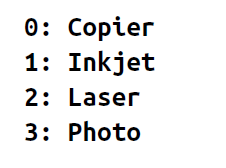 0: Copier
1: Inkjet
2: Laser
3: Photo